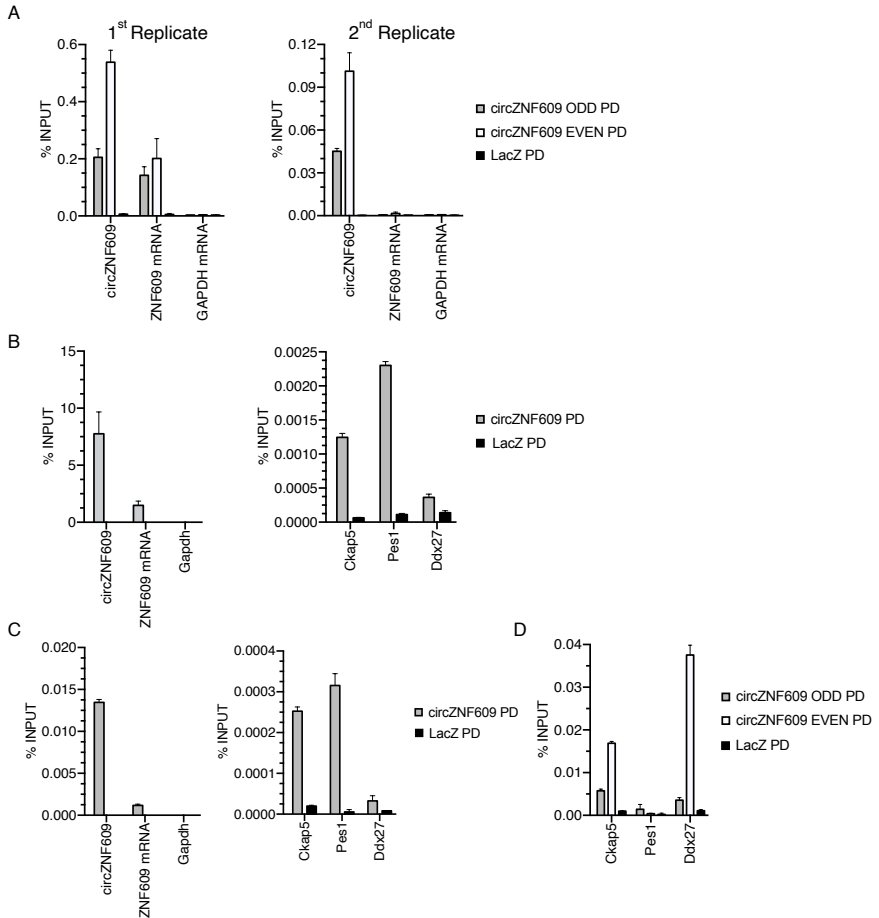 A
1st Replicate
2nd Replicate
% INPUT
0.6
0.4
0.2
0.0
circZNF609
ZNF609 mRNA
GAPDH mRNA
% INPUT
0.12
0.09
0.06
0.03
0.00
circZNF609
ZNF609 mRNA
GAPDH mRNA
circZNF609 ODD PD
circZNF609 EVEN PD
LacZ PD
B
% INPUT
15
10
5
0
circZNF609
ZNF609 mRNA
Gapdh
% INPUT
0.0025
0.0020
0.0015
0.0010
0.0005
0.0000
Ckap5
Pes1
Ddx27
circZNF609 PD
LacZ PD
C
% INPUT
0.020
0.015
0.010
0.005
0.000
circZNF609
ZNF609 mRNA
Gapdh
% INPUT
0.0004
0.0003
0.0002
0.0001
0.0000
Ckap5
Pes1
Ddx27
circZNF609 PD
LacZ PD
D
% INPUT
0.04
0.03
0.02
0.01
0.00
Ckap5
Pes1
Ddx27
circZNF609 ODD PD
circZNF609 EVEN PD
LacZ PD